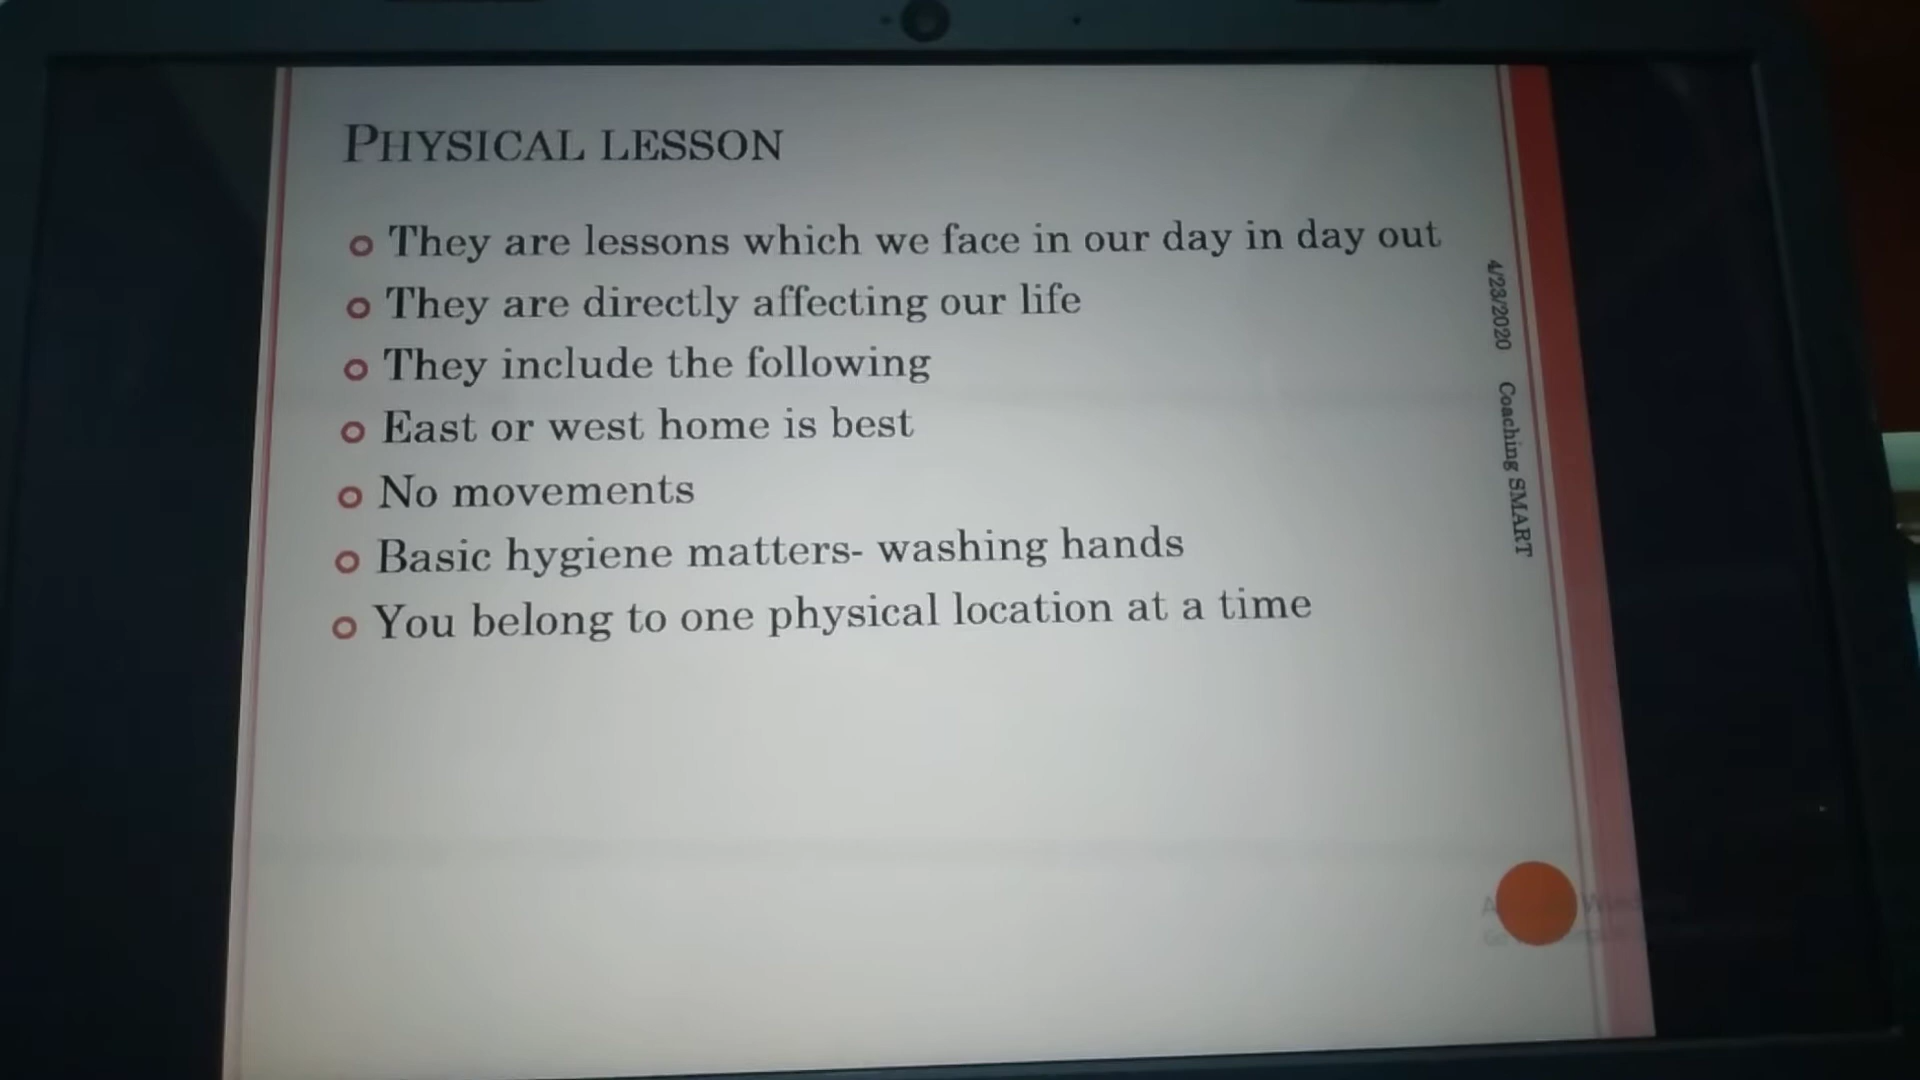 PHYSICAL LESSON
They are lessons which we face in our day in day out
They are directly affecting our life
They include the following
East or west home is best
No movements
Basic hygiene matters- washing hands
You belong to one physical location at a time
4/23/2020 Coaching SMART